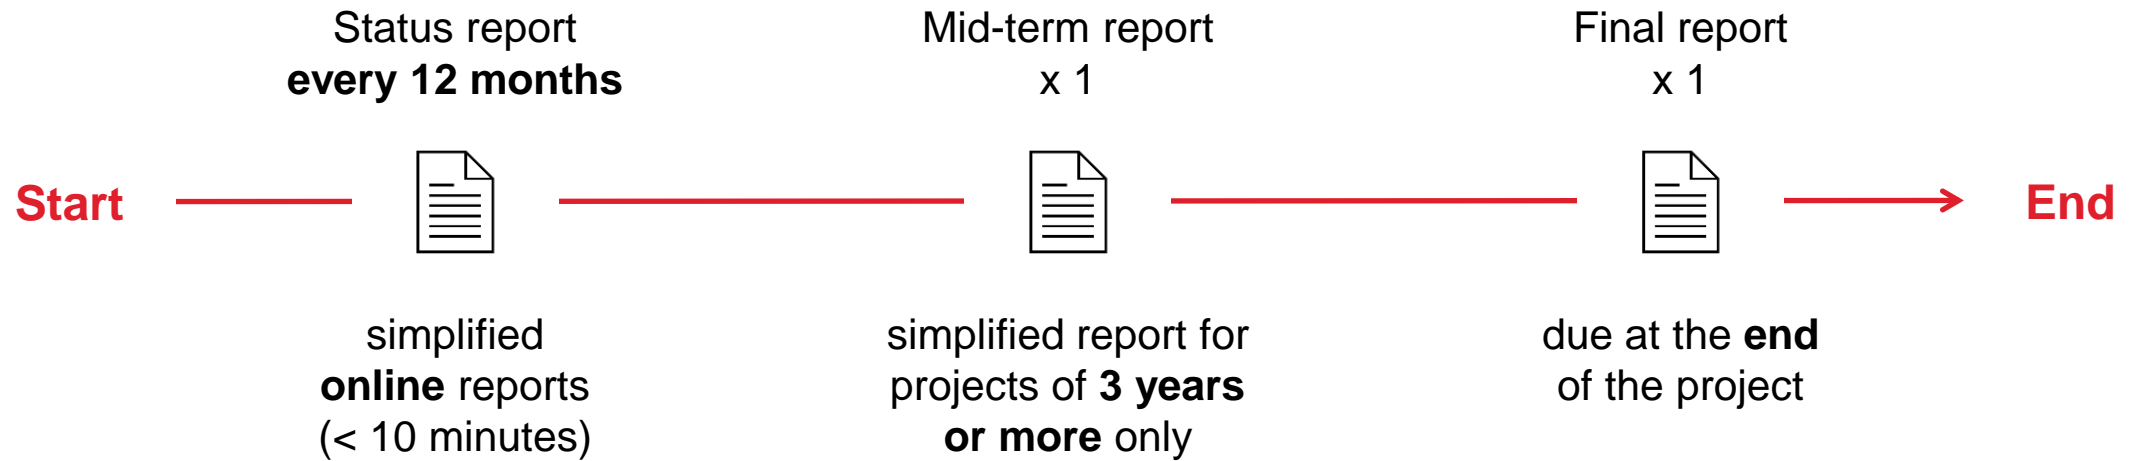 Status report
every 12 months
Mid-term report
x 1
Final report
x 1
Start
End
simplified
online reports
(< 10 minutes)
simplified report for
projects of 3 years
or more only
due at the end
of the project